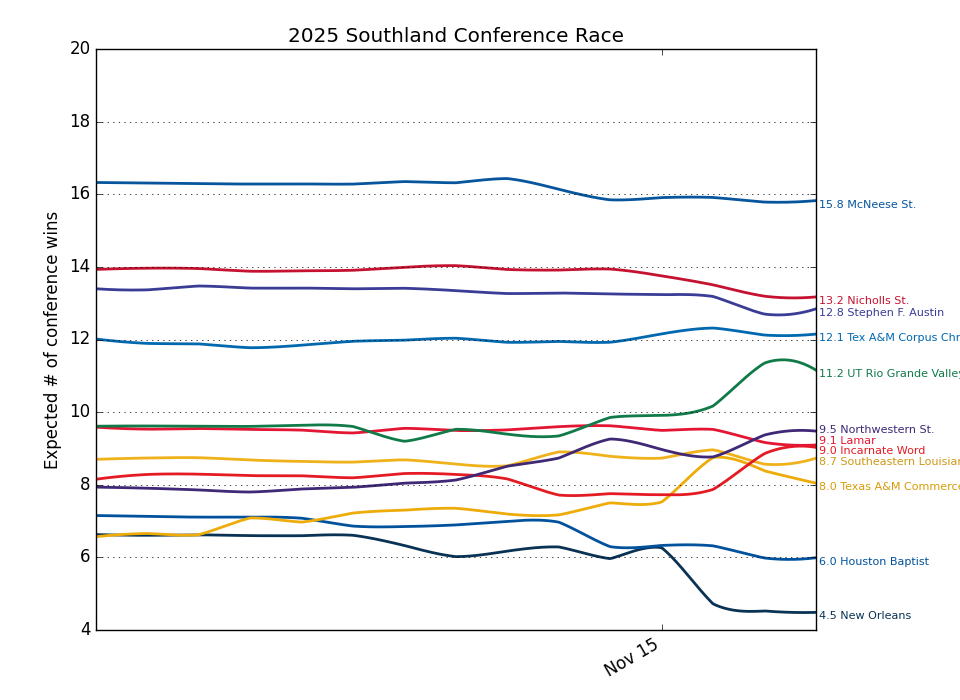 2025 Southland Conference Race
Expected # of conference wins
20
18
16
14
12
10
8
6
4
Nov 15
15.8 McNeese St.
13.2 Nicholls St.
12.8 Stephen F. Austin
12.1 Tex A&M Corpus Chr
11.2 UT Rio Grande Valley
9.5 Northwestern St.
9.1 Lamar
9.0 Incarnate Word
8.7 Southeastern Louisian
8.0 Texas A&M Commerc
6.0 Houston Baptist
4.5 New Orleans